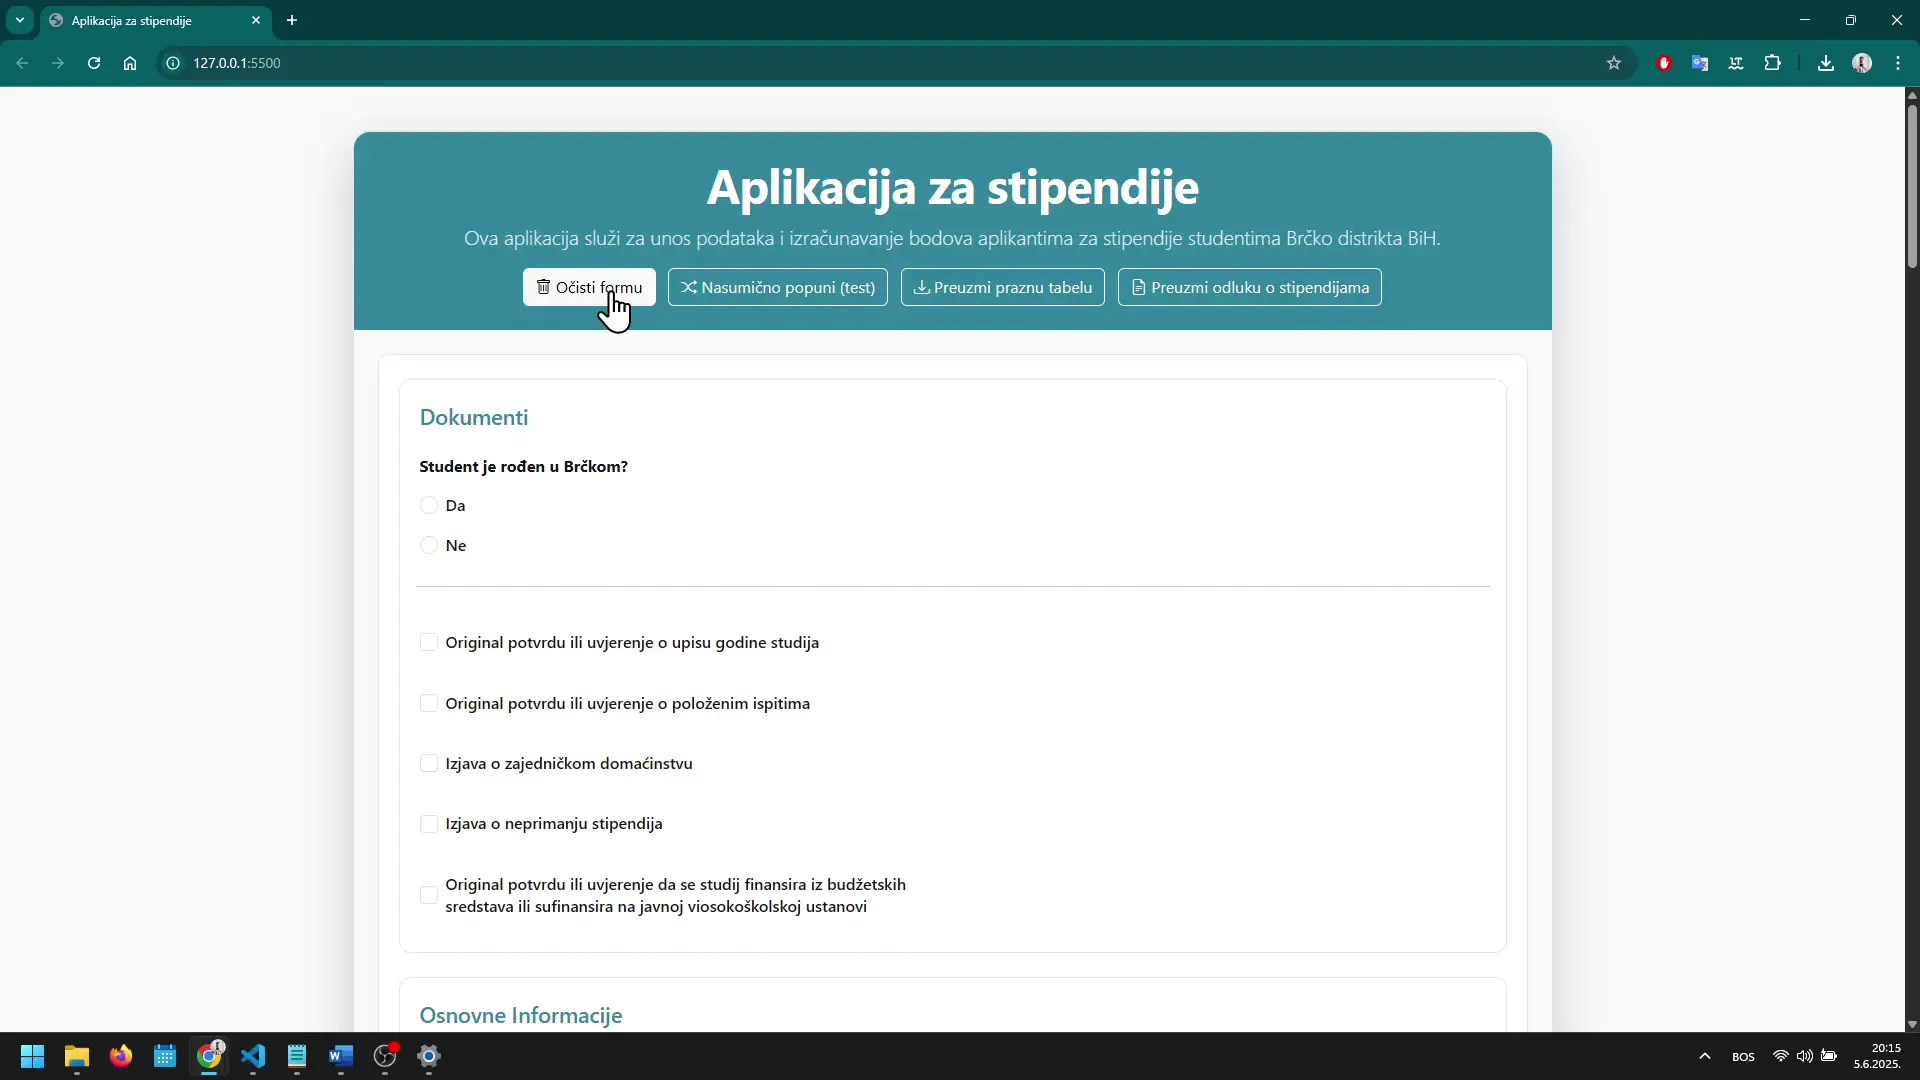 Aplikacija za stipendije
127.0.0.1:5500
Aplikacija za stipendije
Ova aplikacija služi za unos podataka i izračunavanje bodova aplikantima za stipendije studentima Brčko distrikta BiH.
Očisti formu
Nasumično popuni (test)
Preuzmi praznu tabelu
Preuzmi odluku o stipendijama
Dokumenti
Student je rođen u Brčkom?
Da
Ne
Original potvrdu ili uvjerenje o upisu godine studija
Original potvrdu ili uvjerenje o položenim ispitima
Izjava o zajedničkom domaćinstvu
Izjava o neprimanju stipendija
Original potvrdu ili uvjerenje da se studij finansira iz budžetskih
sredstava ili sufinansira na javnoj viosokoškolskoj ustanovi
Osnovne Informacije
BOS
20:15
5.6.2025.